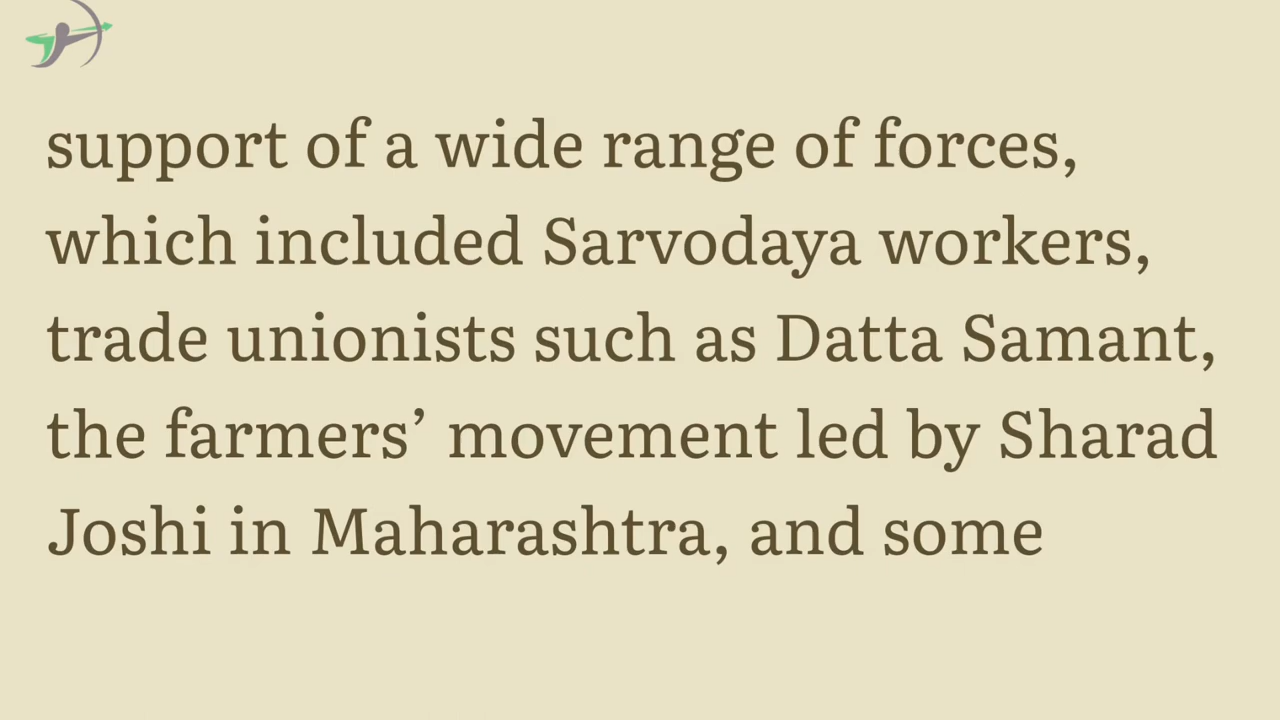 support of a wide range of forces,
which included Sarvodaya workers,
trade unionists such as Datta Samant,
the farmers’ movement led by Sharad
Joshi in Maharashtra, and some